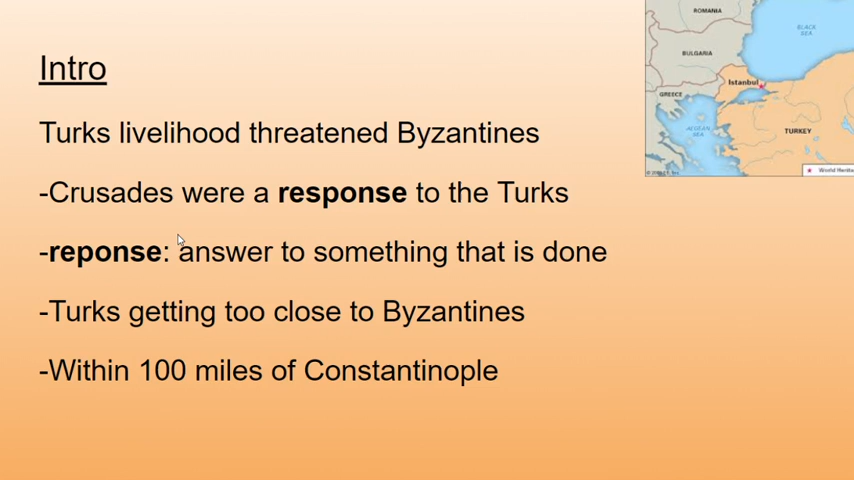 Intro
Turks livelihood threatened Byzantines
-Crusades were a response to the Turks
-reponse: answer to something that is done
-Turks getting too close to Byzantines
-Within 100 miles of Constantinople
ROMANIA
BLACK
SEA
BULGARIA
Istanbul
GREECE
AEGEAN
SEA
TURKEY
World Herita